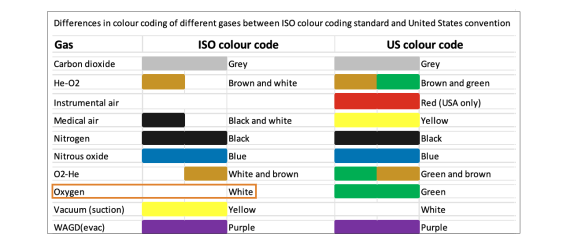 Differences in colour coding of different gases between ISO colour coding standard and United States convention
Gas ISO colour code US colour code
Carbon dioxide Grey Grey
He-O2 Brown and white Brown and green
Instrumental air Red (USA only)
Medical air Black and white Yellow
Nitrogen Black Black
Nitrous oxide Blue Blue
O2-He White and brown Green and brown
Oxygen White Green
Vacuum (suction) Yellow White
WAGD(evac) Purple Purple